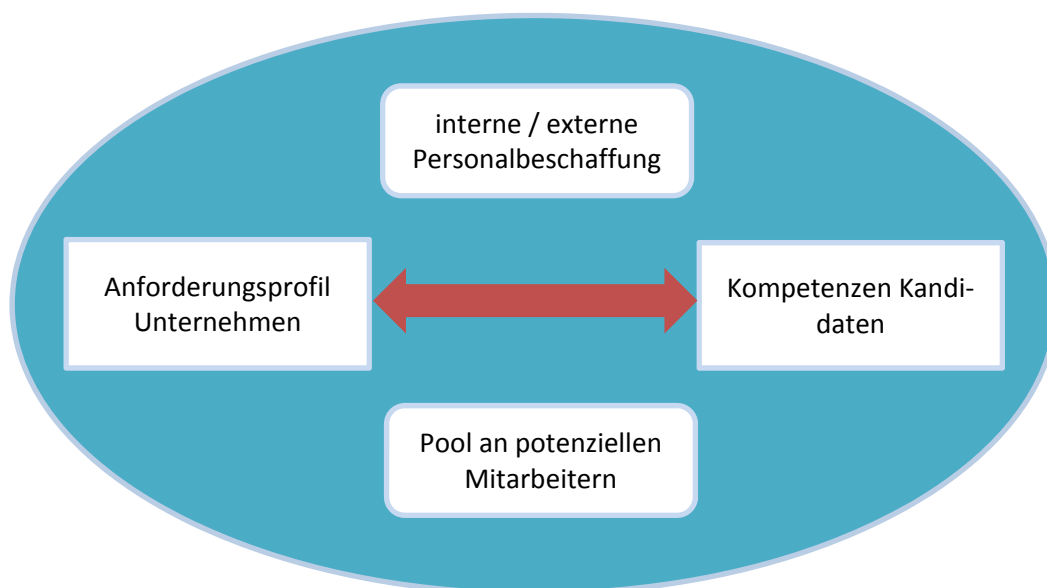 interne / externe
Personalbeschaffung
Anforderungsprofil
Unternehmen
Kompetenzen Kandi-
daten
Pool an potenziellen
Mitarbeitern